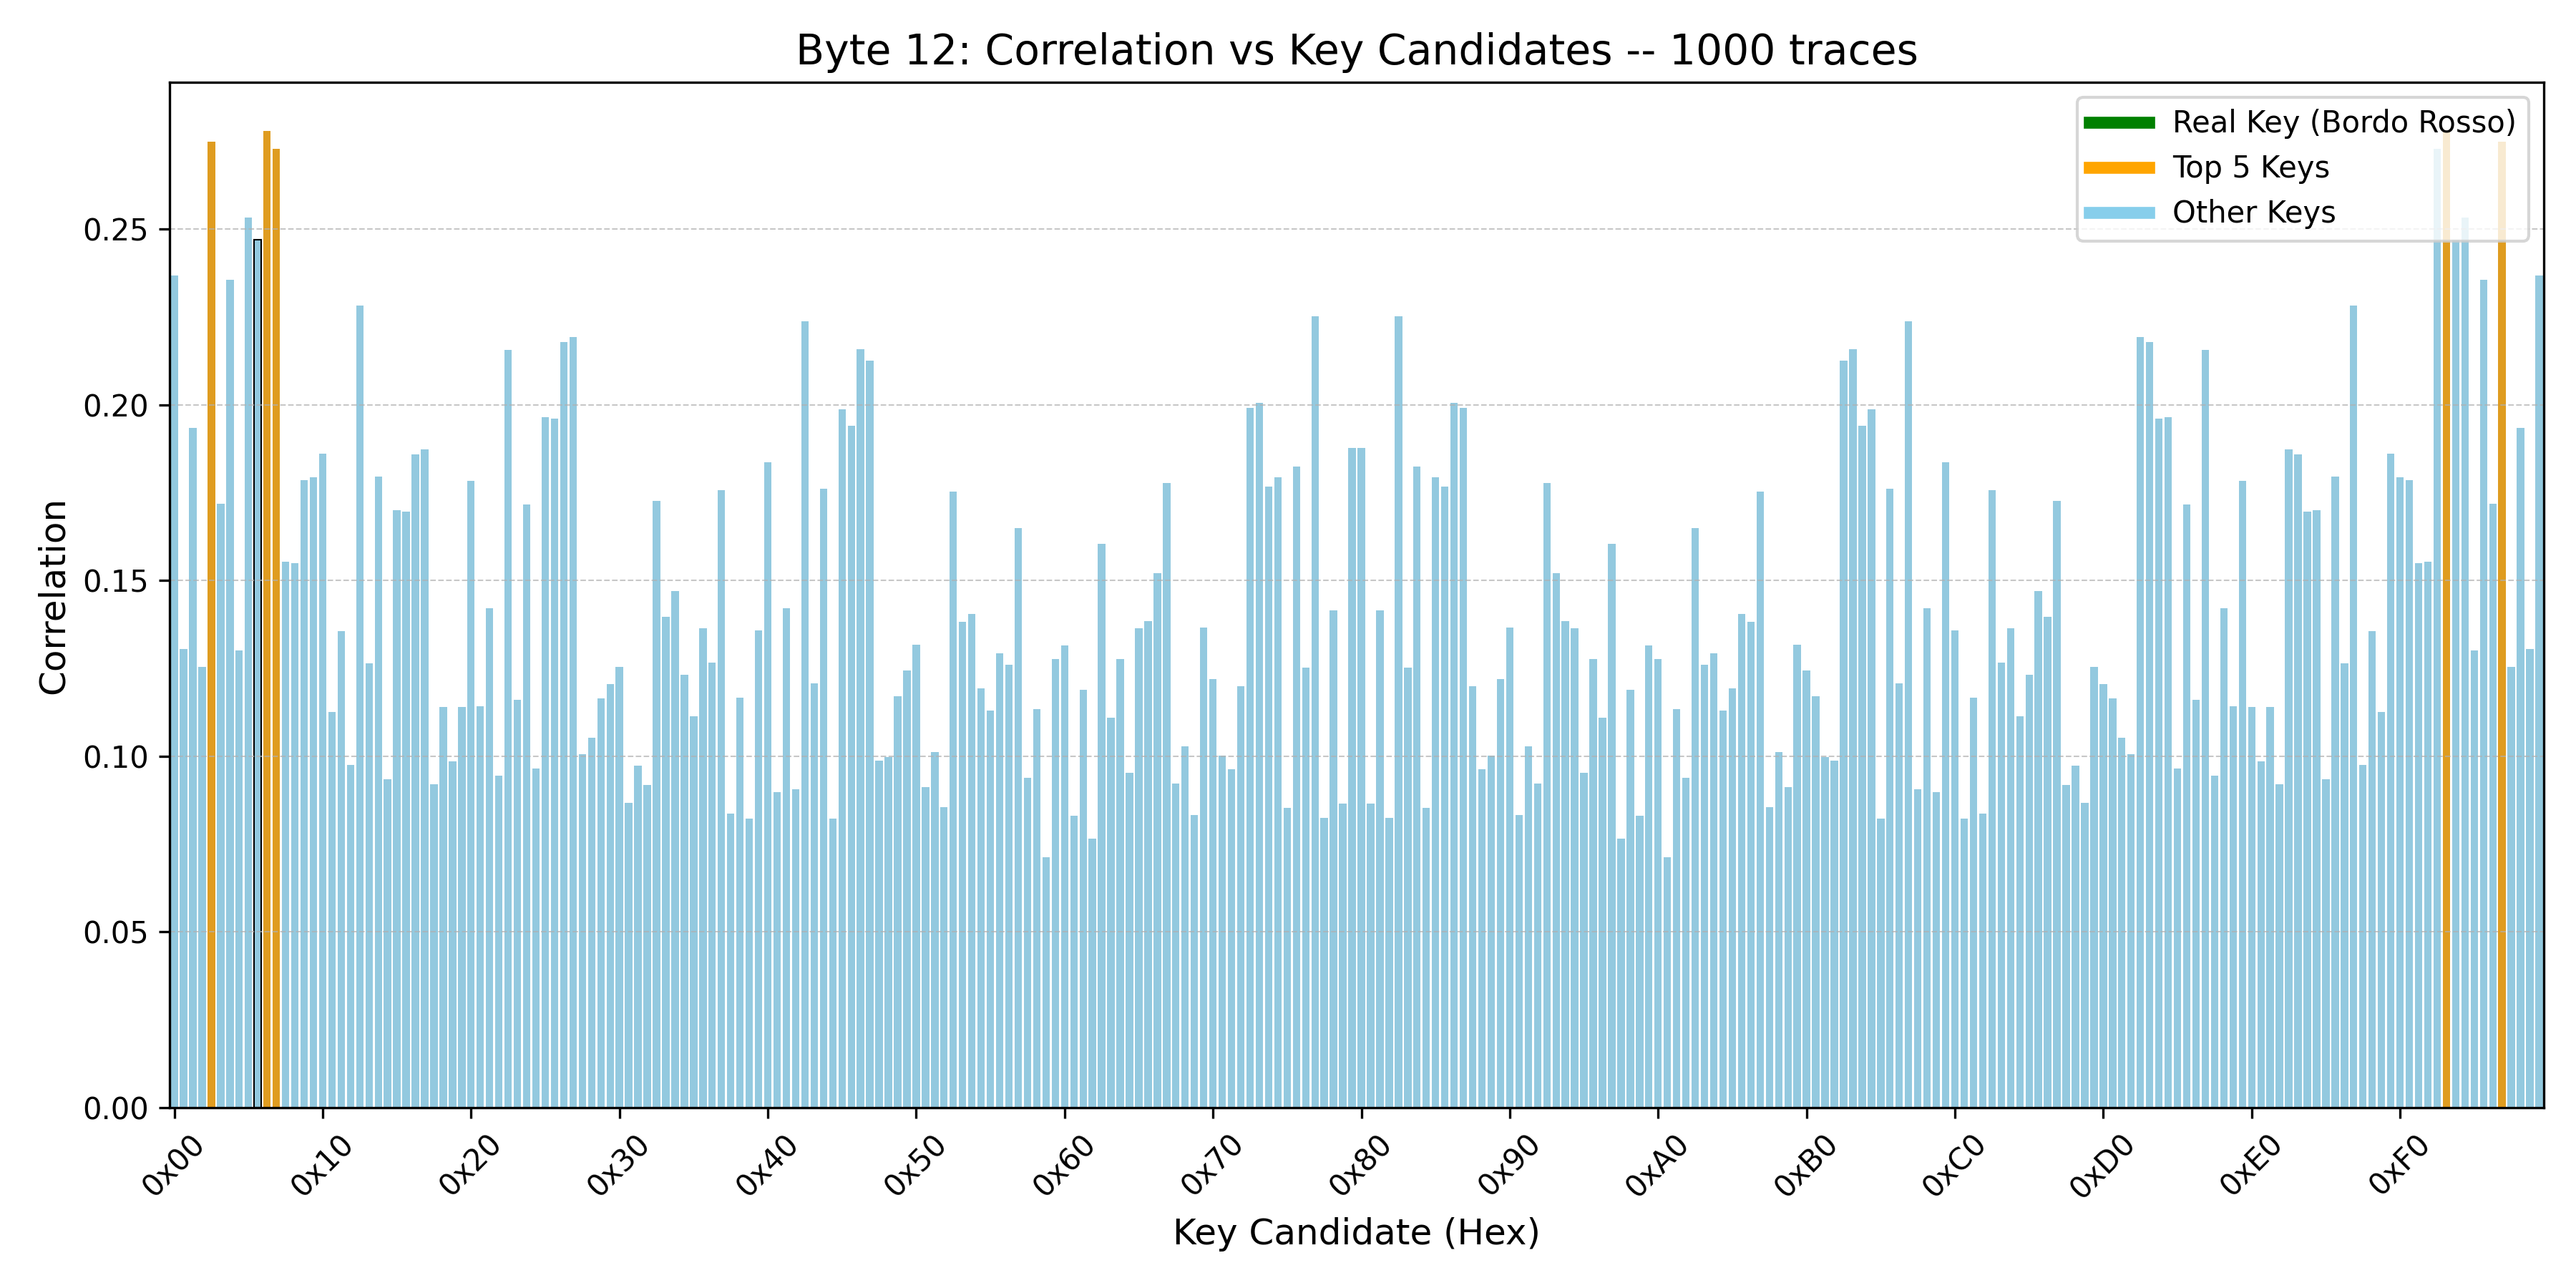 Byte 12: Correlation vs Key Candidates -- 1000 traces
Real Key (Bordo Rosso)
Top 5 Keys
Other Keys
Correlation
0.25
0.20
0.15
0.10
0.05
0.00
0x00 0x10 0x20 0x30 0x40 0x50 0x60 0x70 0x80 0x90 0xA0 0xB0 0xC0 0xD0 0xE0 0xF0
Key Candidate (Hex)